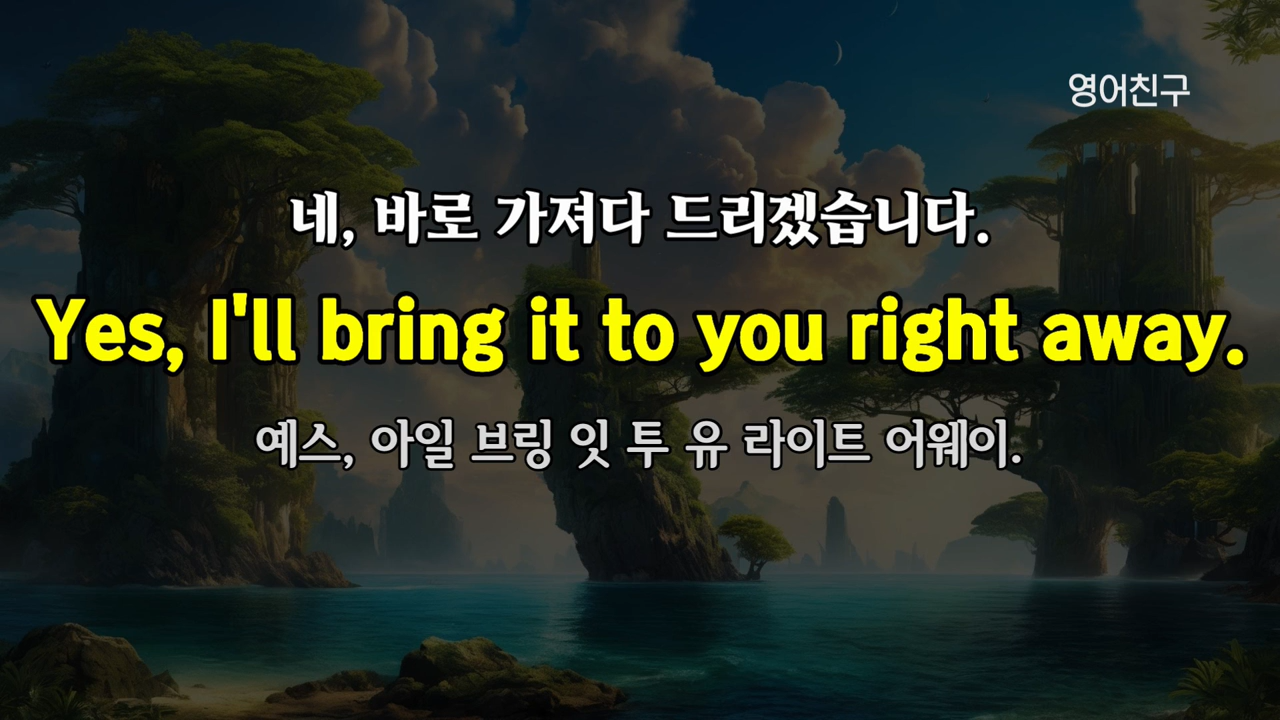 영어친구
네, 바로 가져다 드리겠습니다.
Yes, I'll bring it to you right away.
예스, 아일 브링 잇 투 유 라이트 어웨이.